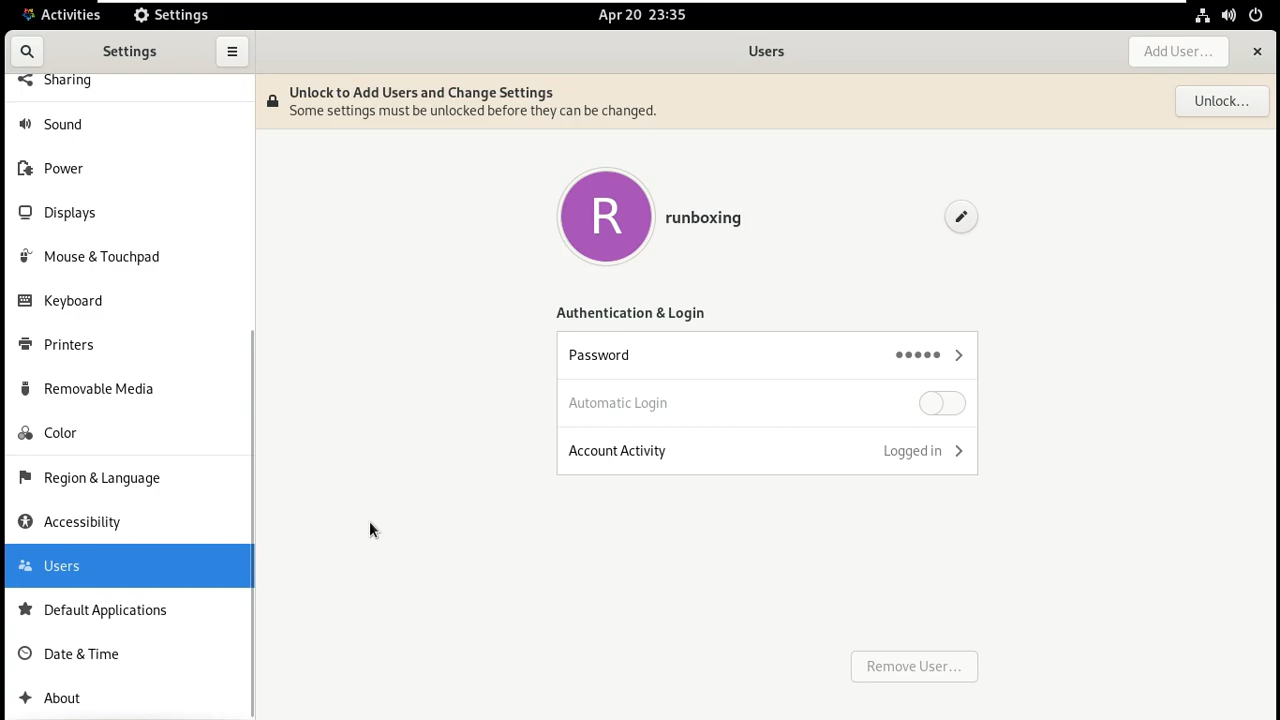 Activities
Settings
Apr 20 23:35
Settings
Users
Add User...
Sharing
Unlock to Add Users and Change Settings
Some settings must be unlocked before they can be changed.
Unlock...
Sound
Power
Displays
R
runboxing
Mouse & Touchpad
Keyboard
Authentication & Login
Printers
Password
Removable Media
Automatic Login
Color
Account Activity
Logged in
Region & Language
Accessibility
Users
Default Applications
Date & Time
Remove User...
About